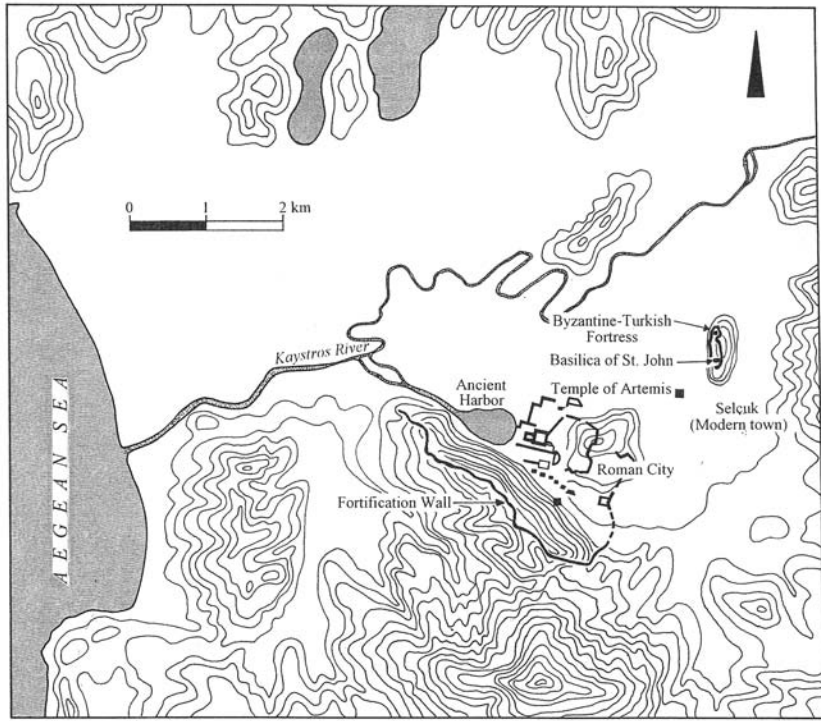 0 1 2 km
Byzantine-Turkish
Fortress
Kaystros River
Basilica of St. John
Ancient
Harbor
Temple of Artemis
Selçuk
(Modern town)
Roman City
Fortification Wall
AEGEAN SEA